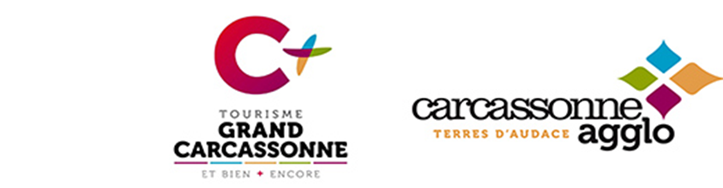 C+
TOURISME
GRAND
CARCASSONNE
ET BIEN + ENCORE
carcassonne
TERRES D'AUDACE agglo